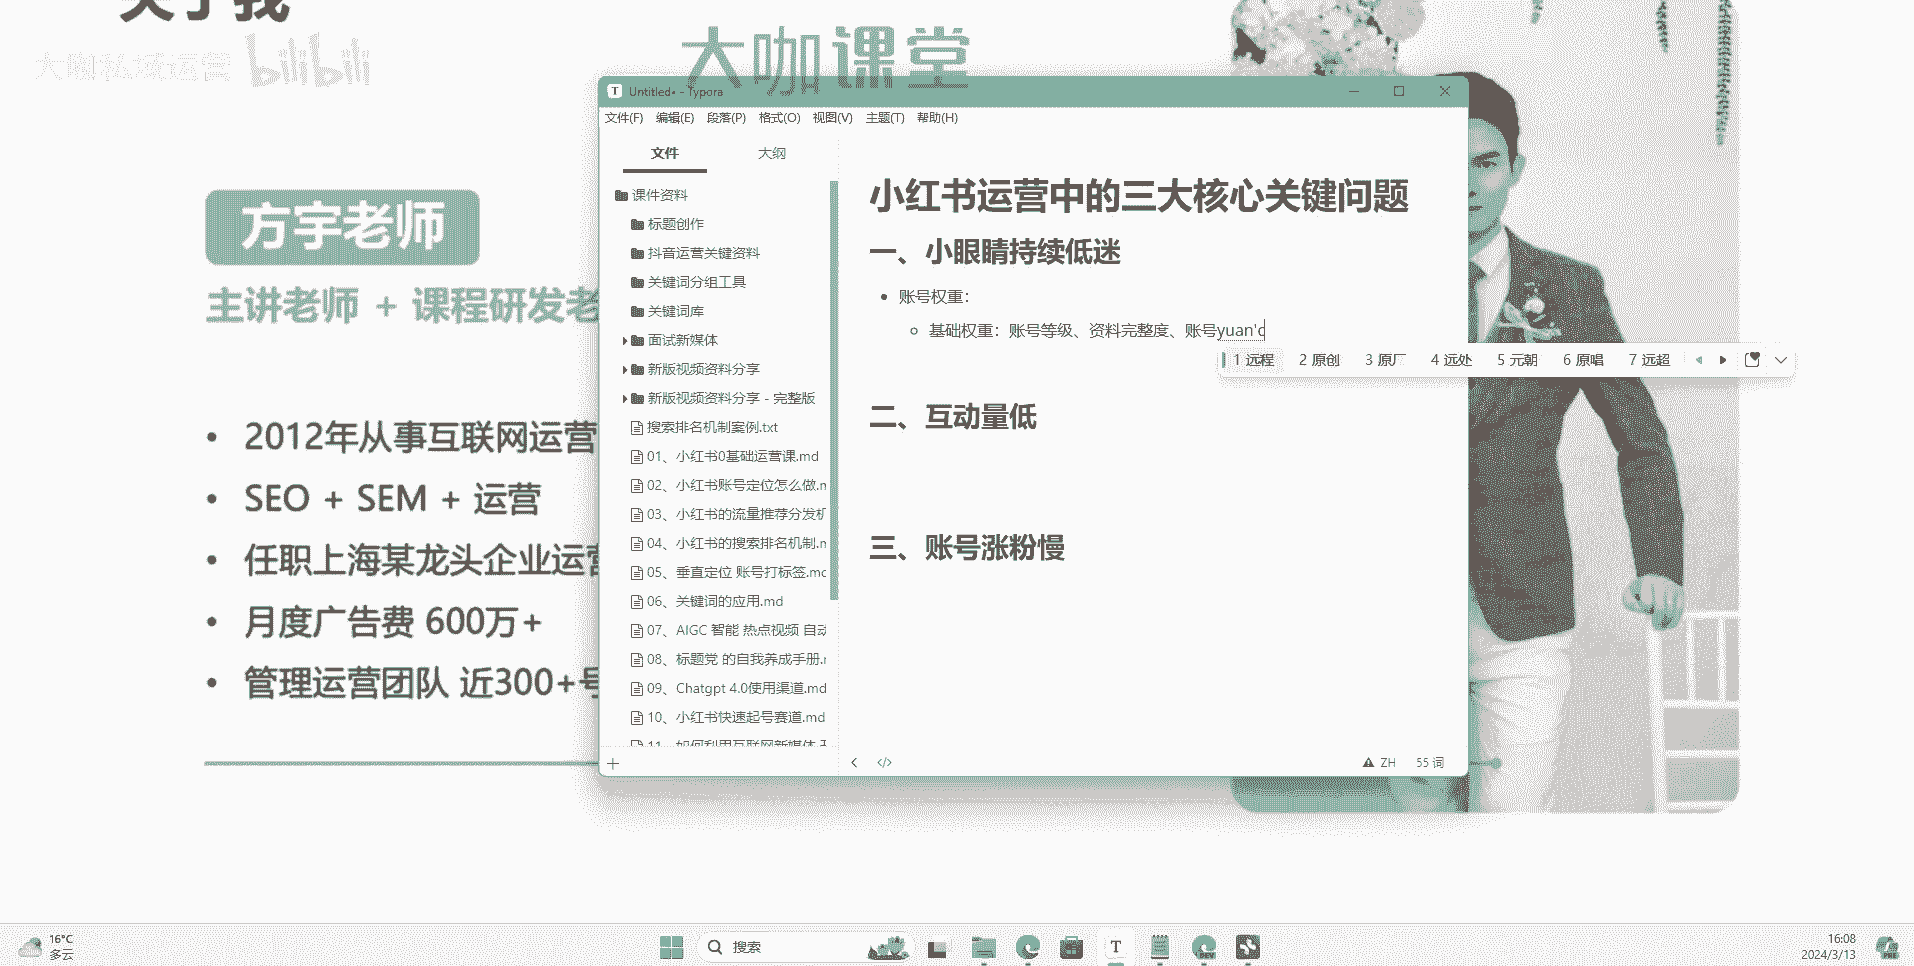 关于我
大咖私域运营 bilibili
大咖课堂
方宇老师
主讲老师 + 课程研发老
2012年从事互联网运营
SEO + SEM + 运营
任职上海某龙头企业运营
月度广告费 600万+
管理运营团队 近300+号
Untitled• - Typora
文件(F) 编辑(E) 段落(P) 格式(O) 视图(V) 主题(T) 帮助(H)
文件 大纲
课件资料
标题创作
抖音运营关键资料
关键词分组工具
关键词库
面试新媒体
新版视频资料分享
新版视频资料分享 - 完整版
搜索排名机制案例.txt
01、小红书0基础运营课.md
02、小红书账号定位怎么做.m
03、小红书的流量推荐分发机
04、小红书的搜索排名机制.m
05、垂直定位 账号打标签.md
06、关键词的应用.md
07、AIGC 智能 热点视频 自动
08、标题党 的自我养成手册.m
09、Chatgpt 4.0使用渠道.md
10、小红书快速起号赛道.md
11、如何利用互联网新媒体
小红书运营中的三大核心关键问题
一、小眼睛持续低迷
账号权重：
基础权重：账号等级、资料完整度、账号yuan'c
1 远程 2 原创 3 原厂 4 远处 5 元朝 6 原唱 7 远超
二、互动量低
三、账号涨粉慢
ZH 55 词
16°C
多云
搜索
T
DEV
16:08
2024/3/13
PRE